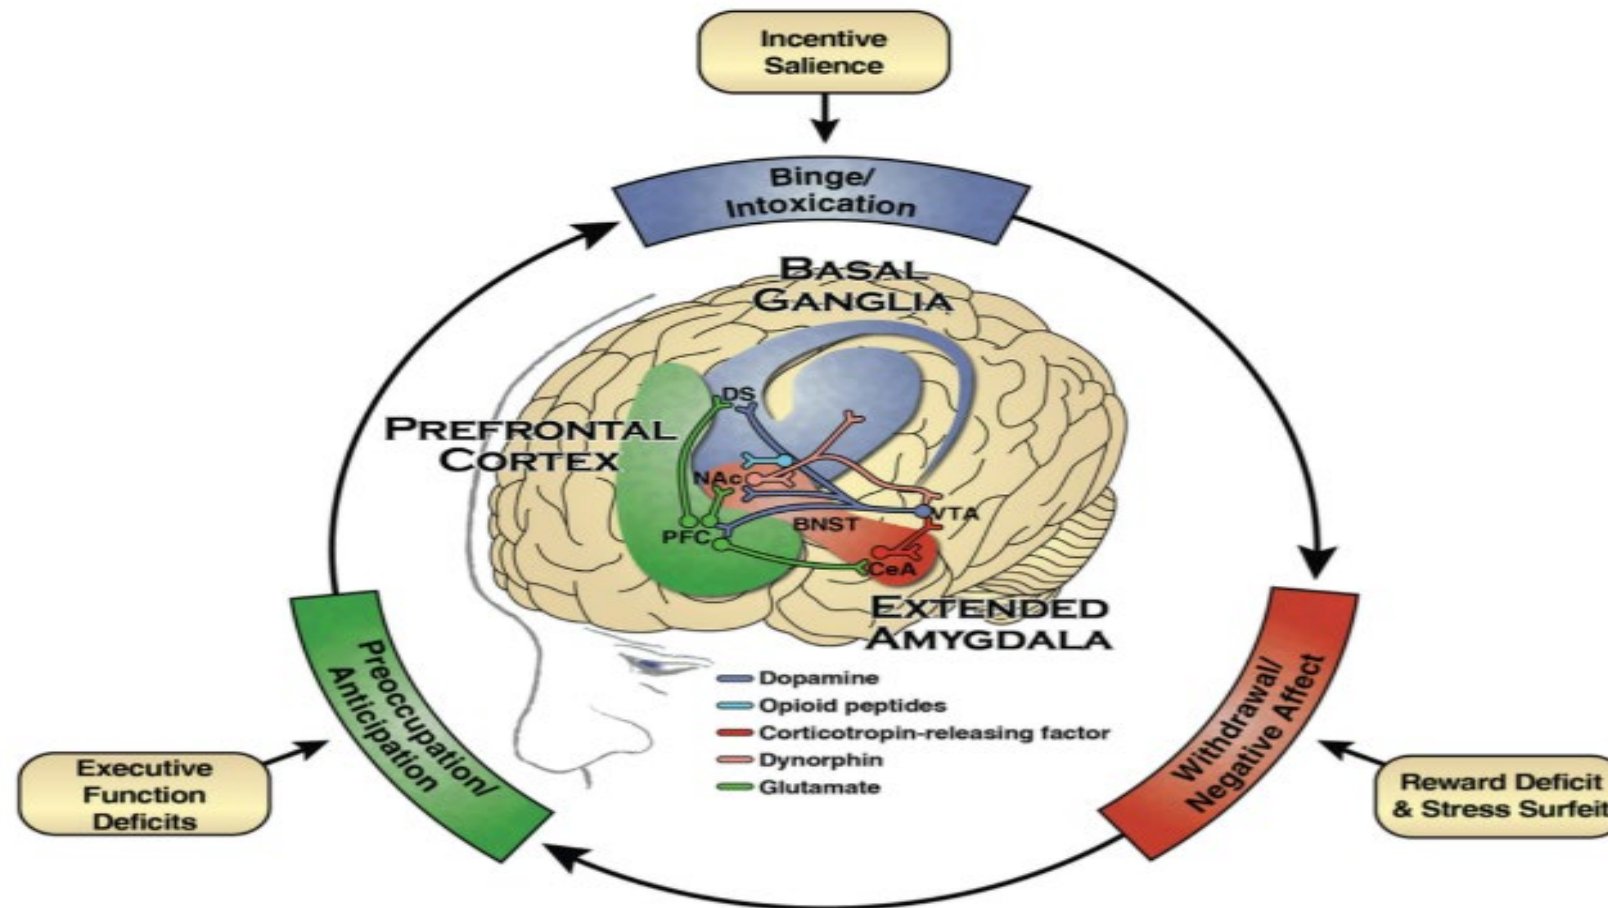 Incentive
Salience
Binge/
Intoxication
BASAL
GANGLIA
PREFRONTAL
CORTEX
DS
NAc
VTA
BNST
PFC
CeA
EXTENDED
AMYGDALA
Dopamine
Opioid peptides
Corticotropin-releasing factor
Dynorphin
Glutamate
Preoccupation/
Anticipation
Withdrawal/
Negative Affect
Executive
Function
Deficits
Reward Deficit
& Stress Surfeit